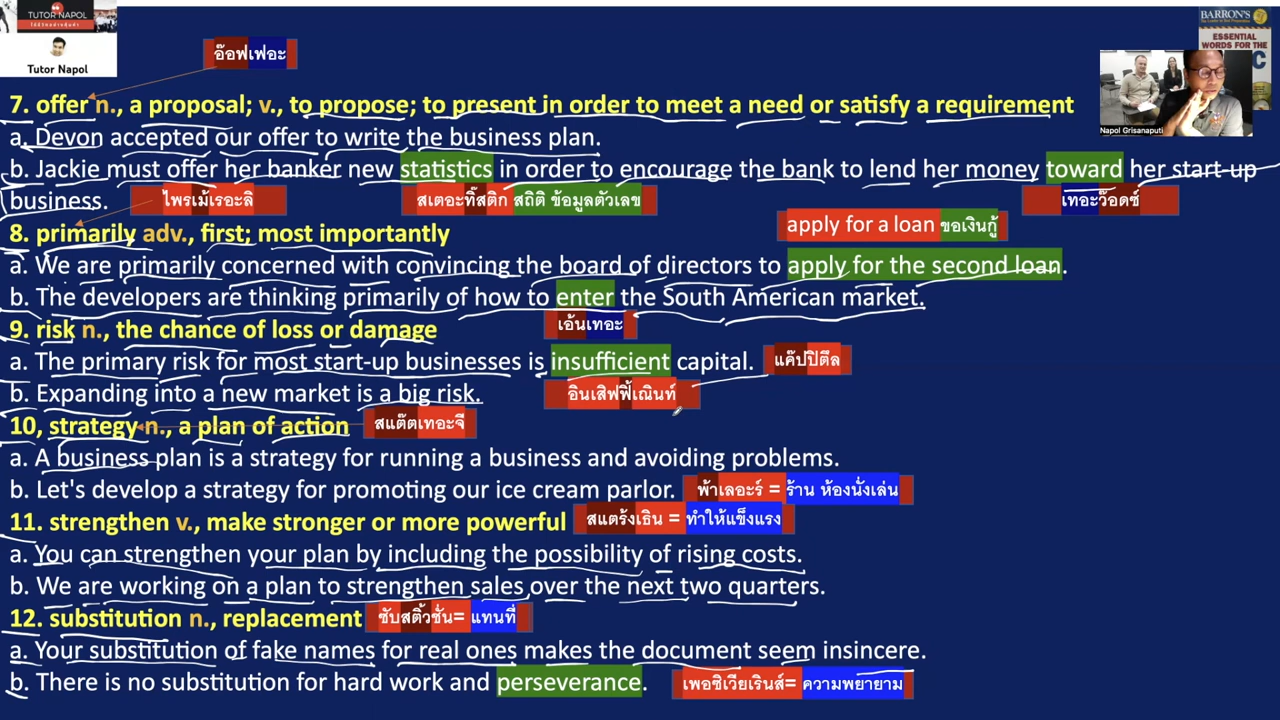 TUTOR NAPOL
Tutor Napol
BARRON'S
ESSENTIAL
WORDS FOR THE
Napol Grisanaputi
อ๊อฟเฟอะ
7. offer n., a proposal; v., to propose; to present in order to meet a need or satisfy a requirement
a. Devon accepted our offer to write the business plan.
b. Jackie must offer her banker new statistics in order to encourage the bank to lend her money toward her start-up
business.
ไพรเม้เรอะลิ
สเตอะทิ๊สติก สถิติ ข้อมูลตัวเลข
เทอะว๊อดซ์
8. primarily adv., first; most importantly
apply for a loan ขอเงินกู้
a. We are primarily concerned with convincing the board of directors to apply for the second loan.
b. The developers are thinking primarily of how to enter the South American market.
9. risk n., the chance of loss or damage
เอ้นเทอะ
a. The primary risk for most start-up businesses is insufficient capital.
แค๊ปปิตึล
b. Expanding into a new market is a big risk.
อินเสิฟฟิ้เฌินท์
10, strategy n., a plan of action
สแต๊ตเทอะจี
a. A business plan is a strategy for running a business and avoiding problems.
b. Let's develop a strategy for promoting our ice cream parlor.
พ้าเลอะร์ = ร้าน ห้องนั่งเล่น
11. strengthen v., make stronger or more powerful
สแตร้งเธิน = ทำให้แข็งแรง
a. You can strengthen your plan by including the possibility of rising costs.
b. We are working on a plan to strengthen sales over the next two quarters.
12. substitution n., replacement
ซับสติ้วชั่น= แทนที่
a. Your substitution of fake names for real ones makes the document seem insincere.
b. There is no substitution for hard work and perseverance.
เพอซิเวียเรินส์= ความพยายาม